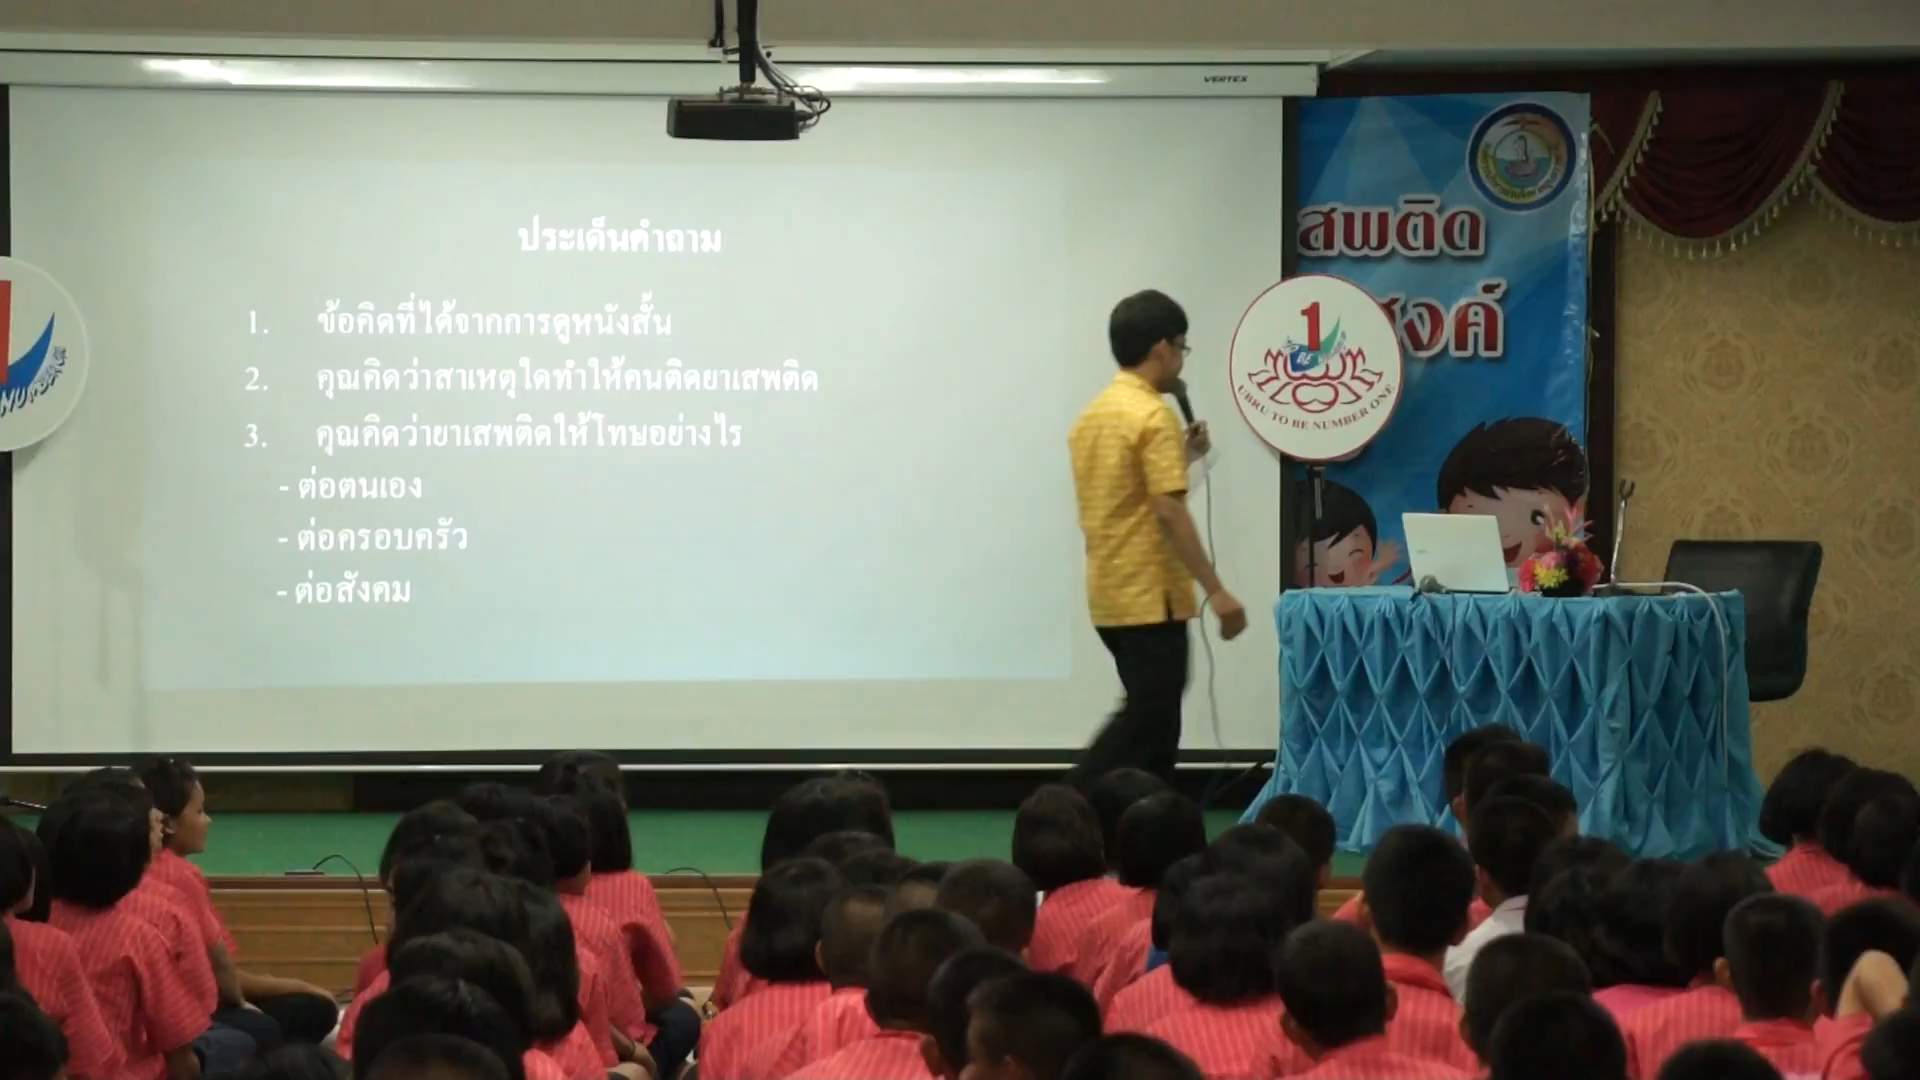 VERTEX
ประเด็นคำถาม
1. ข้อคิดที่ได้จากการดูหนังสั้น
2. คุณคิดว่าสาเหตุใดทำให้คนติดยาเสพติด
3. คุณคิดว่ายาเสพติดให้โทษอย่างไร
- ต่อตนเอง
- ต่อครอบครัว
- ต่อสังคม
สพติด
สงค์
1
UBRU TO BE NUMBER ONE
NUMBER ONE